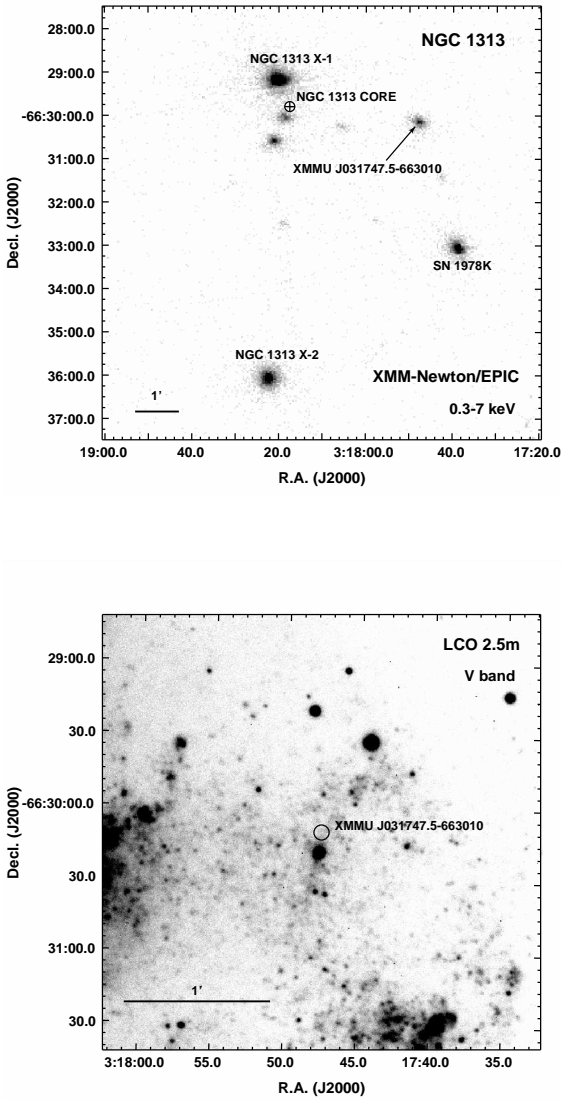 28:00.0
NGC 1313
NGC 1313 X-1
29:00.0
NGC 1313 CORE
-66:30:00.0
31:00.0
XMMU J031747.5-663010
32:00.0
33:00.0
SN 1978K
34:00.0
35:00.0
NGC 1313 X-2
36:00.0
XMM-Newton/EPIC
1'
0.3-7 keV
37:00.0
Decl. (J2000)
19:00.0 40.0 20.0 3:18:00.0 40.0 17:20.0
R.A. (J2000)
LCO 2.5m
29:00.0
V band
30.0
-66:30:00.0
XMMU J031747.5-663010
30.0
31:00.0
1'
30.0
Decl. (J2000)
3:18:00.0 55.0 50.0 45.0 17:40.0 35.0
R.A. (J2000)